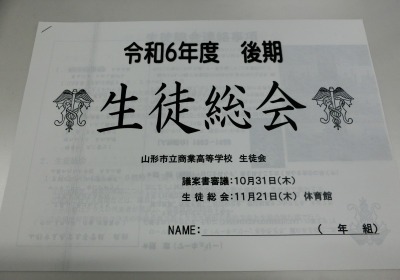 令和6年度　後期
生徒総会
山形市立商業高等学校　生徒会
議案書審議：10月31日(木)
生 徒 総 会：11月21日(木)　体育館
NAME:　　　　　　　(　年　組)